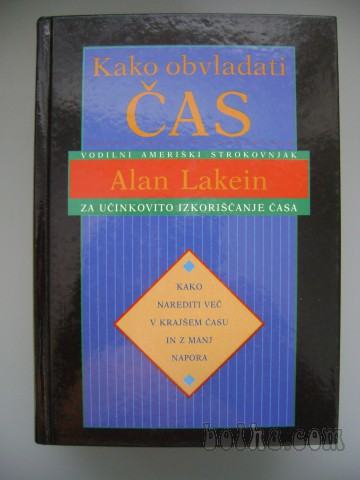 Kako obvladati
ČAS
VODILNI AMERIŠKI STROKOVNJAK
Alan Lakein
ZA UČINKOVITO IZKORIŠČANJE ČASA
KAKO
NAREDITI VEČ
V KRAJŠEM ČASU
IN Z MANJ
NAPORA
bolha.com